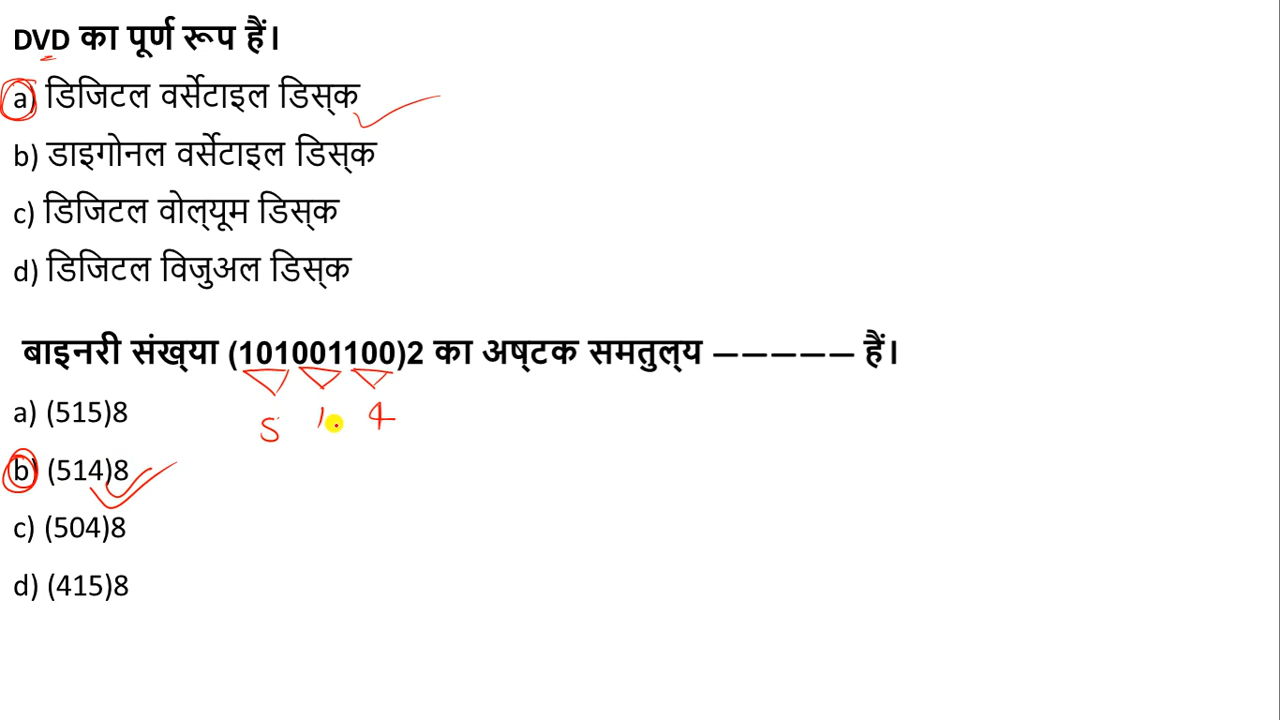 DVD का पूर्ण रूप हैं।
a) डिजिटल वर्सेटाइल डिस्क
b) डाइगोनल वर्सेटाइल डिस्क
c) डिजिटल वोल्यूम डिस्क
d) डिजिटल विजुअल डिस्क
बाइनरी संख्या (101001100)2 का अष्टक समतुल्य ————— हैं।
5 1 4
a) (515)8
b) (514)8
c) (504)8
d) (415)8